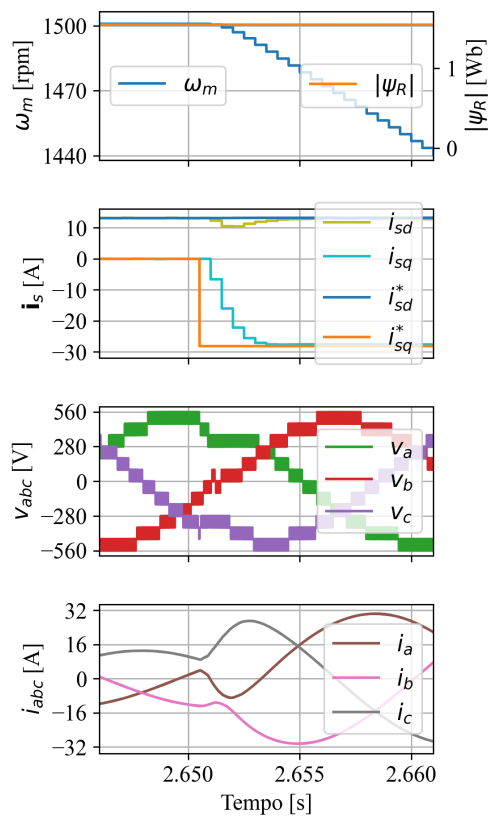 1500
1470
1440
ω_m [rpm]
ω_m
|ψ_R|
1
0
|ψ_R| [Wb]
10
0
−10
−20
−30
i_s [A]
i_sd
i_sq
i*_sd
i*_sq
560
280
0
−280
−560
v_abc [V]
v_a
v_b
v_c
32
16
0
−16
−32
i_abc [A]
i_a
i_b
i_c
2.650 2.655 2.660
Tempo [s]